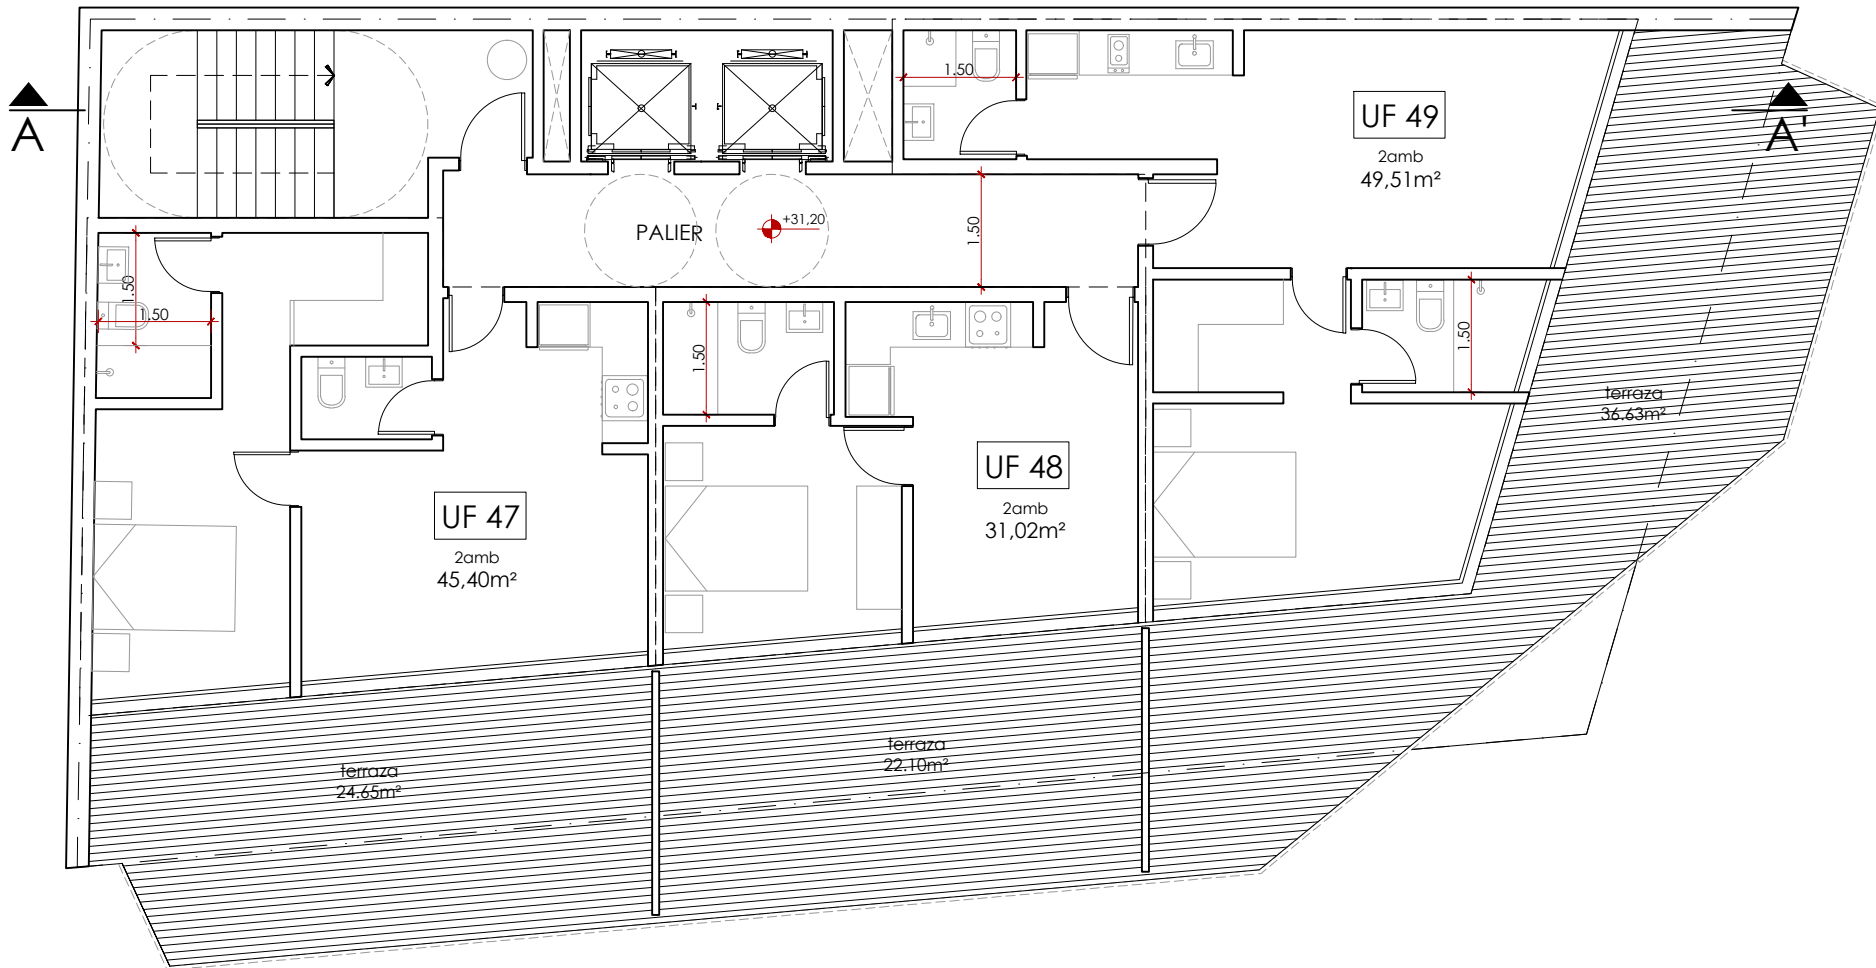 A
A'
1.50
UF 49
2amb
49,51m²
PALIER
+31,20
1.50
1.50
1.50
1.50
1.50
terraza
36.63m²
UF 48
2amb
31,02m²
UF 47
2amb
45,40m²
terraza
22.10m²
terraza
24.65m²